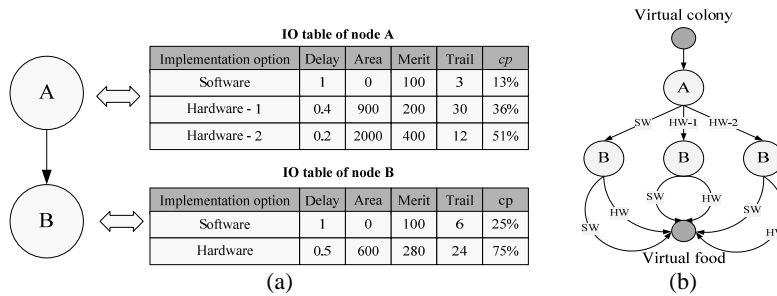 IO table of node A
A
Implementation option Delay Area Merit Trail cp
Software 1 0 100 3 13%
Hardware - 1 0.4 900 200 30 36%
Hardware - 2 0.2 2000 400 12 51%
IO table of node B
B
Implementation option Delay Area Merit Trail cp
Software 1 0 100 6 25%
Hardware 0.5 600 280 24 75%
(a)
Virtual colony
A
SW HW-1 HW-2
B B B
SW HW SW HW SW HW
Virtual food
(b)